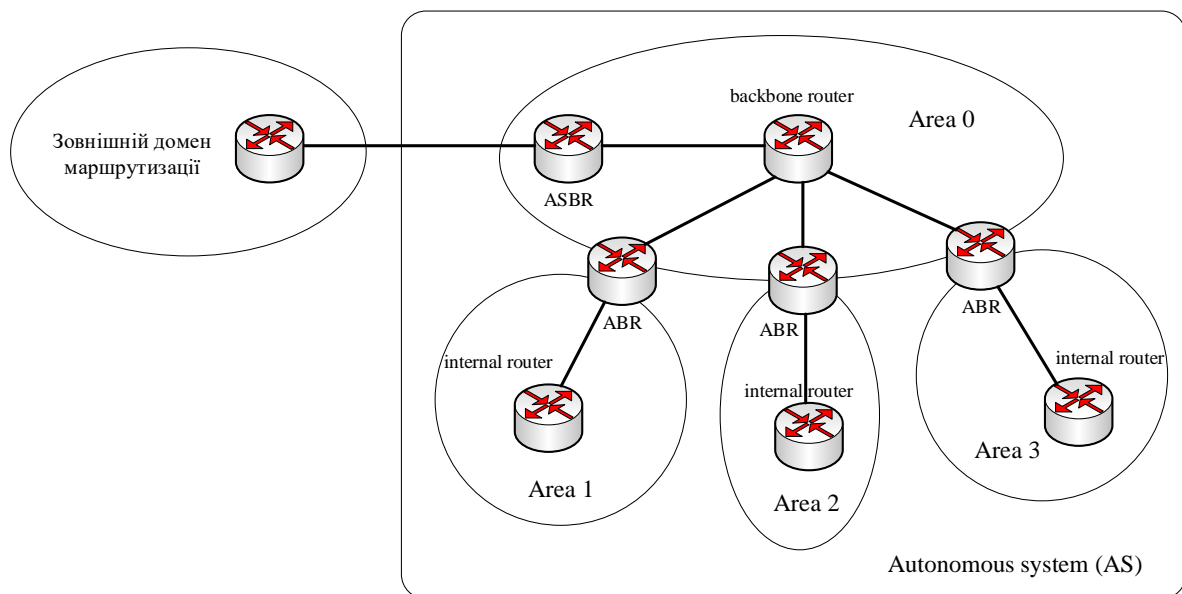 backbone router
Area 0
Зовнішній домен
маршрутизації
ASBR
ABR
ABR
ABR
internal router
internal router
internal router
Area 1
Area 2
Area 3
Autonomous system (AS)